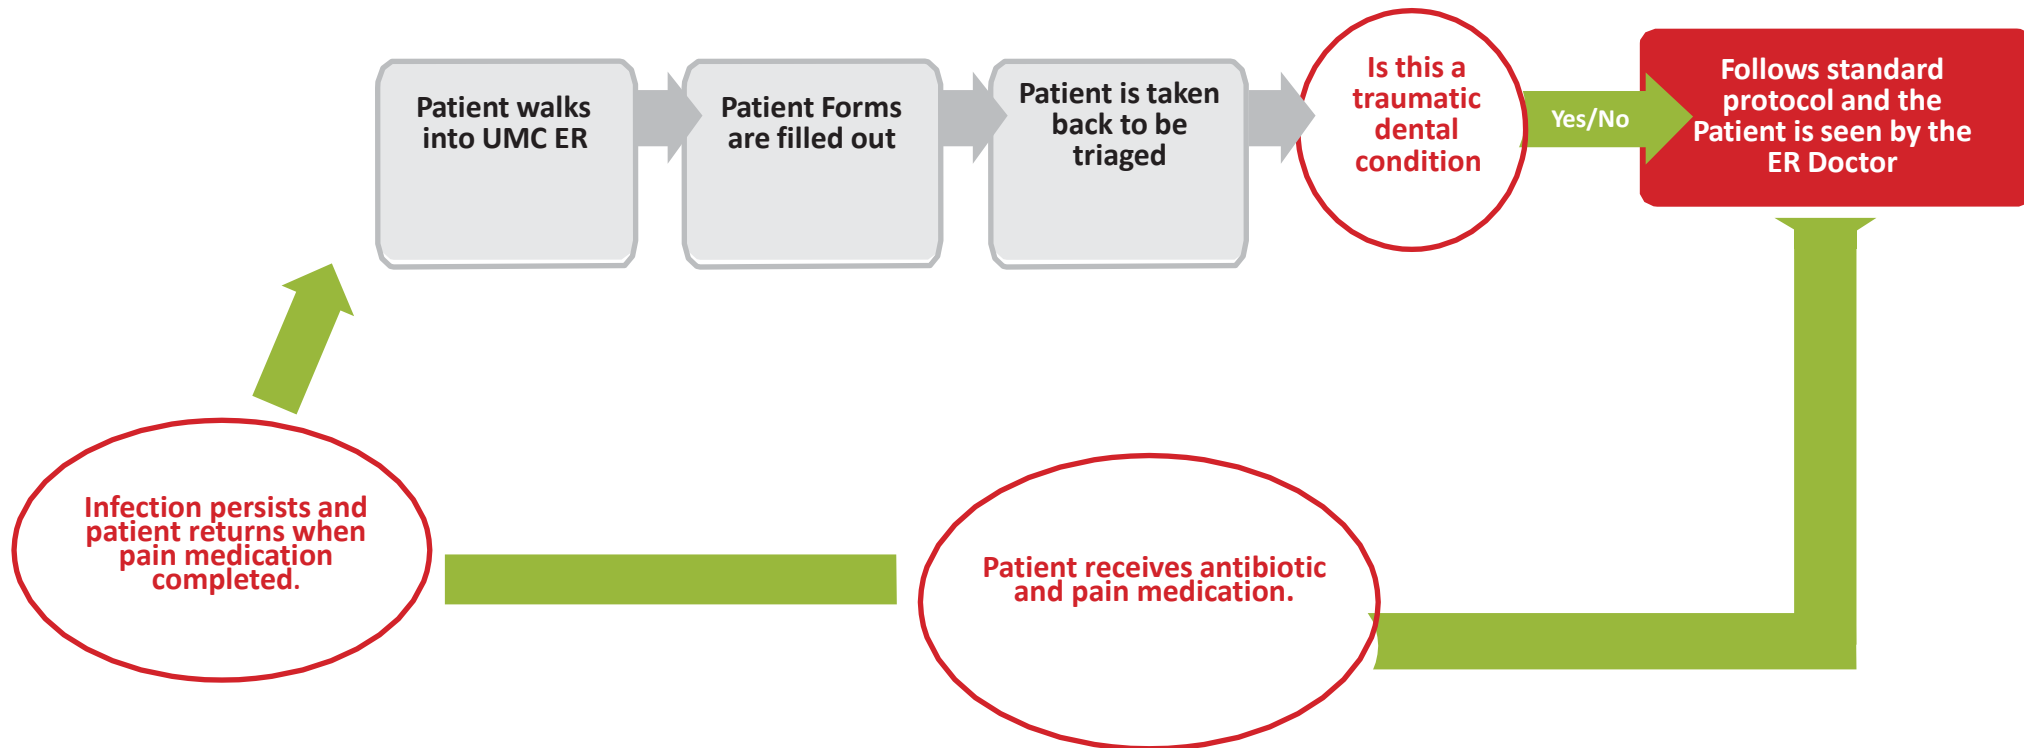 Patient walks
into UMC ER
Patient Forms
are filled out
Patient is taken
back to be
triaged
Is this a
traumatic
dental
condition
Yes/No
Follows standard
protocol and the
Patient is seen by the
ER Doctor
Infection persists and
patient returns when
pain medication
completed.
Patient receives antibiotic
and pain medication.